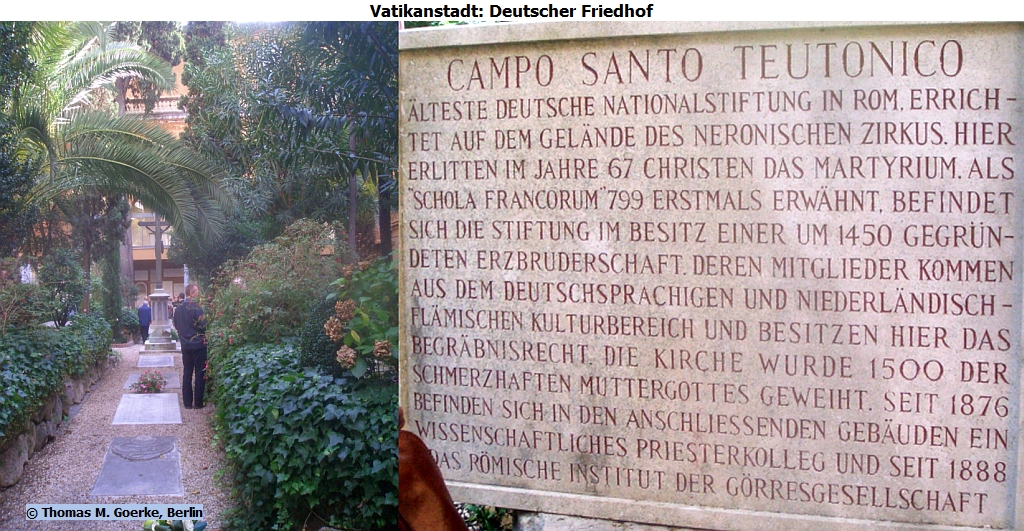 Vatikanstadt: Deutscher Friedhof
CAMPO SANTO TEUTONICO
ÄLTESTE DEUTSCHE NATIONALSTIFTUNG IN ROM, ERRICH-
TET AUF DEM GELÄNDE DES NERONISCHEN ZIRKUS. HIER
ERLITTEN IM JAHRE 67 CHRISTEN DAS MARTYRIUM. ALS
"SCHOLA FRANCORUM" 799 ERSTMALS ERWÄHNT, BEFINDET
SICH DIE STIFTUNG IM BESITZ EINER UM 1450 GEGRÜN-
DETEN ERZBRUDERSCHAFT. DEREN MITGLIEDER KOMMEN
AUS DEM DEUTSCHSPRACHIGEN UND NIEDERLÄNDISCH-
FLÄMISCHEN KULTURBEREICH UND BESITZEN HIER DAS
BEGRÄBNISRECHT. DIE KIRCHE WURDE 1500 DER
SCHMERZHAFTEN MUTTERGOTTES GEWEIHT. SEIT 1876
BEFINDEN SICH IN DEN ANSCHLIESSENDEN GEBÄUDEN EIN
WISSENSCHAFTLICHES PRIESTERKOLLEG UND SEIT 1888
DAS RÖMISCHE INSTITUT DER GÖRRESGESELLSCHAFT
© Thomas M. Goerke, Berlin